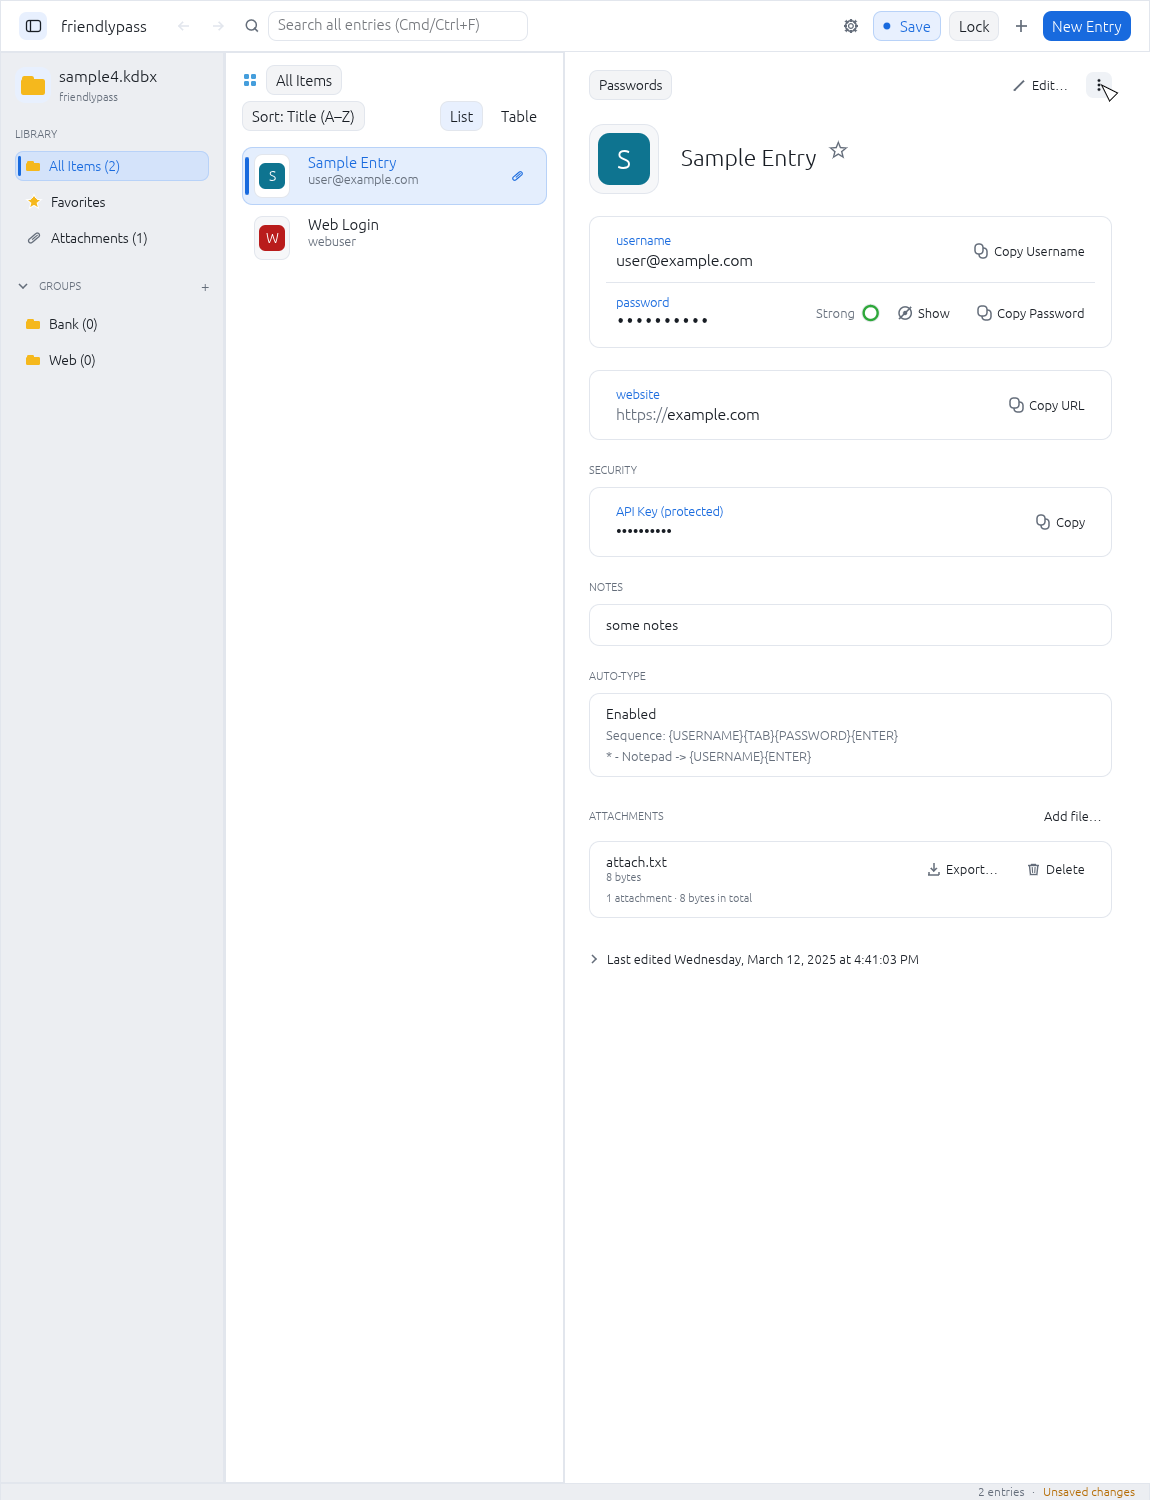 friendlypass
Search all entries (Cmd/Ctrl+F)
Save
Lock
New Entry
sample4.kdbx
friendlypass
LIBRARY
All Items (2)
Favorites
Attachments (1)
GROUPS
+
Bank (0)
Web (0)
All Items
Sort: Title (A–Z)
List
Table
S
Sample Entry
user@example.com
W
Web Login
webuser
Passwords
Edit…
S
Sample Entry
username
user@example.com
Copy Username
password
••••••••••
Strong
Show
Copy Password
website
https://example.com
Copy URL
SECURITY
API Key (protected)
••••••••••
Copy
NOTES
some notes
AUTO-TYPE
Enabled
Sequence: {USERNAME}{TAB}{PASSWORD}{ENTER}
* - Notepad -> {USERNAME}{ENTER}
ATTACHMENTS
Add file…
attach.txt
8 bytes
Export…
Delete
1 attachment · 8 bytes in total
Last edited Wednesday, March 12, 2025 at 4:41:03 PM
2 entries · Unsaved changes